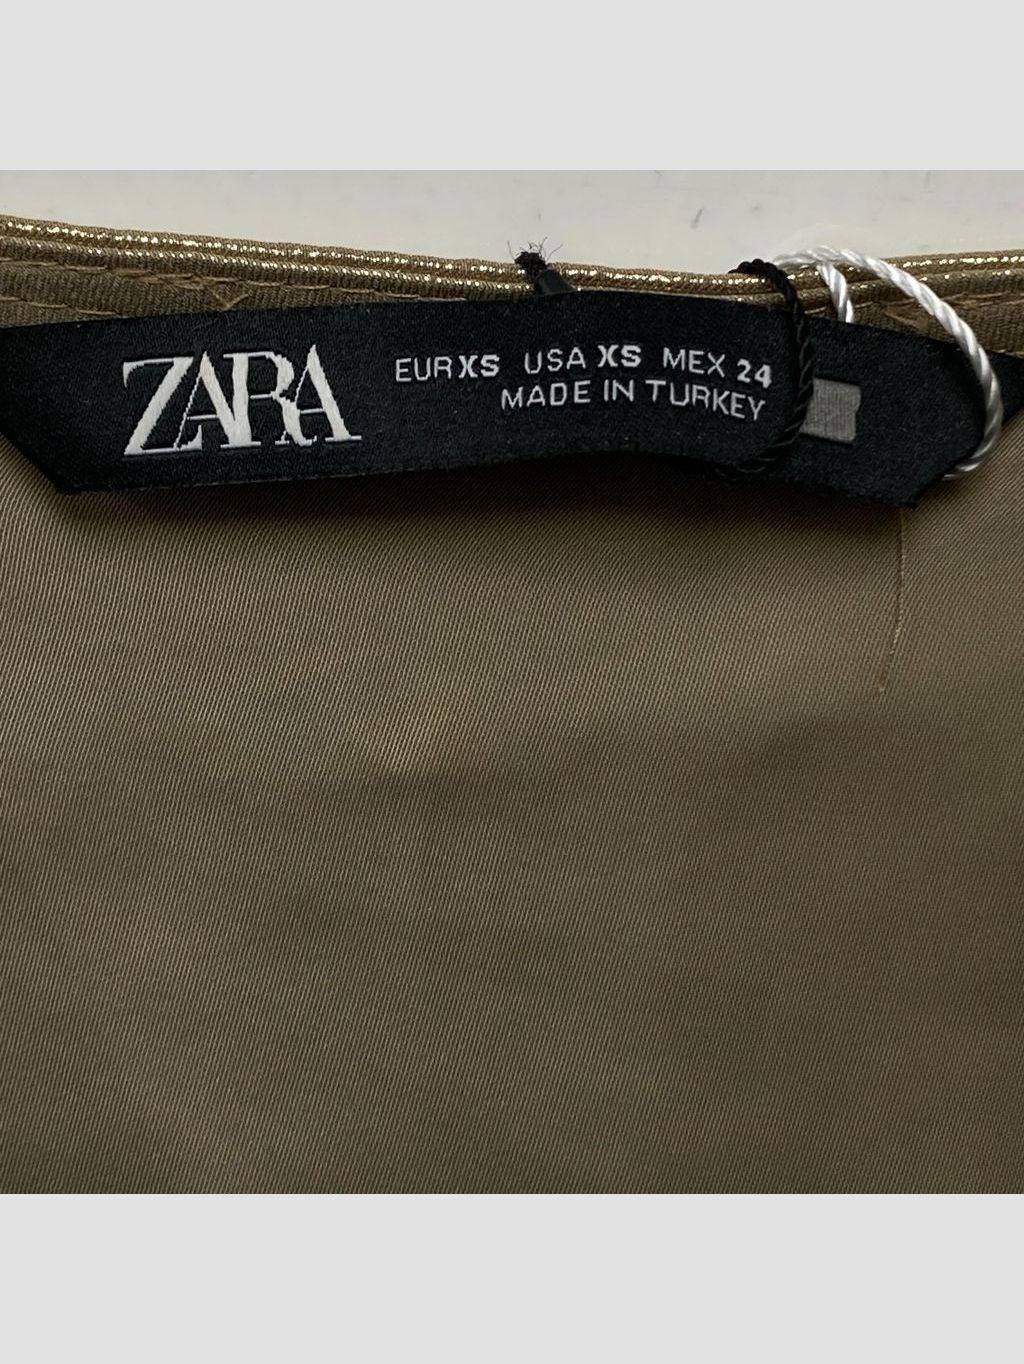 ZARA
EUR XS USA XS MEX 24
MADE IN TURKEY